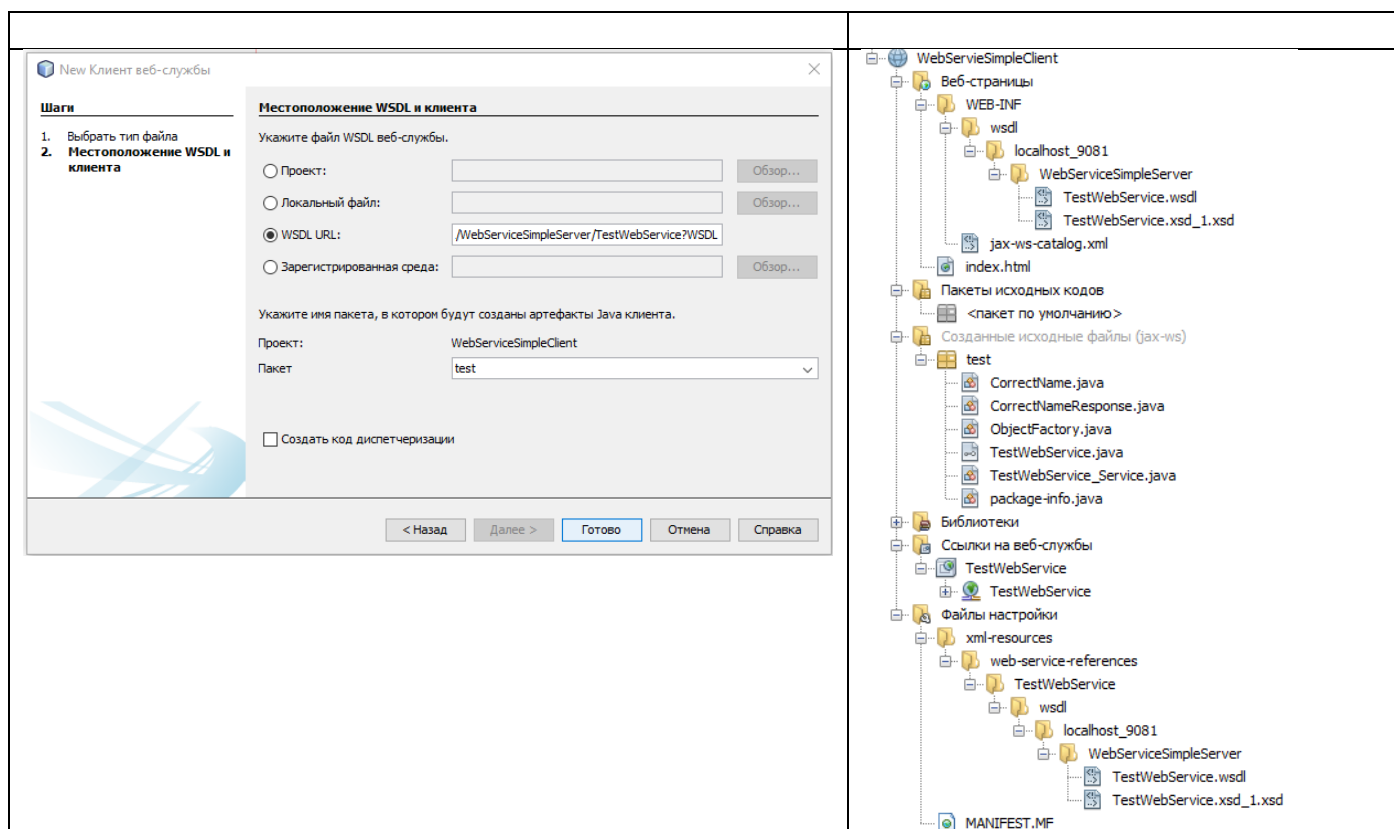 New Клиент веб-службы
Шаги
1. Выбрать тип файла
2. Местоположение WSDL и
клиента
Местоположение WSDL и клиента
Укажите файл WSDL веб-службы.
Проект:
Обзор...
Локальный файл:
Обзор...
WSDL URL:
/WebServiceSimpleServer/TestWebService?WSDL
Зарегистрированная среда:
Обзор...
Укажите имя пакета, в котором будут созданы артефакты Java клиента.
Проект:
WebServiceSimpleClient
Пакет
test
Создать код диспетчеризации
< Назад
Далее >
Готово
Отмена
Справка
WebServieSimpleClient
Веб-страницы
WEB-INF
wsdl
localhost_9081
WebServiceSimpleServer
TestWebService.wsdl
TestWebService.xsd_1.xsd
jax-ws-catalog.xml
index.html
Пакеты исходных кодов
<пакет по умолчанию>
Созданные исходные файлы (jax-ws)
test
CorrectName.java
CorrectNameResponse.java
ObjectFactory.java
TestWebService.java
TestWebService_Service.java
package-info.java
Библиотеки
Ссылки на веб-службы
TestWebService
TestWebService
Файлы настройки
xml-resources
web-service-references
TestWebService
wsdl
localhost_9081
WebServiceSimpleServer
TestWebService.wsdl
TestWebService.xsd_1.xsd
MANIFEST.MF